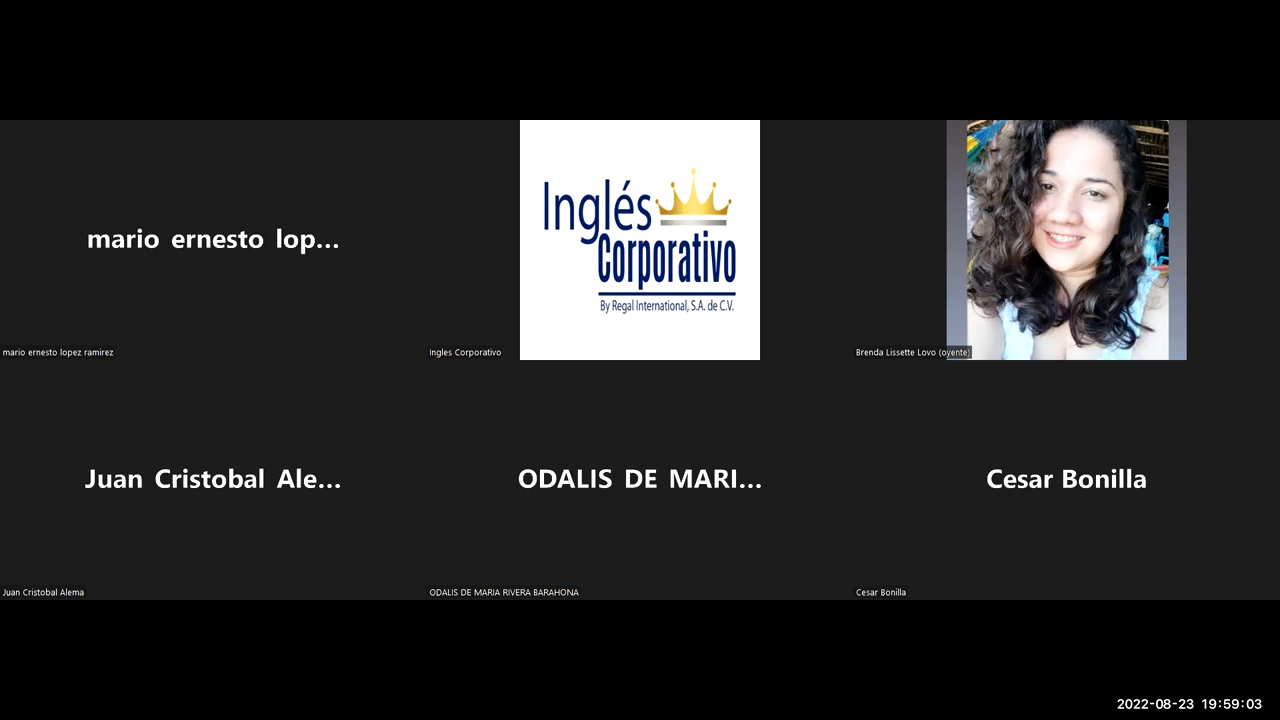 mario ernesto lop...
mario ernesto lopez ramirez
Inglés
Corporativo
By Regal International, S.A. de C.V.
Ingles Corporativo
Brenda Lissette Lovo (oyente)
Juan Cristobal Ale...
Juan Cristobal Alema
ODALIS DE MARI...
ODALIS DE MARIA RIVERA BARAHONA
Cesar Bonilla
Cesar Bonilla
2022-08-23 19:59:03